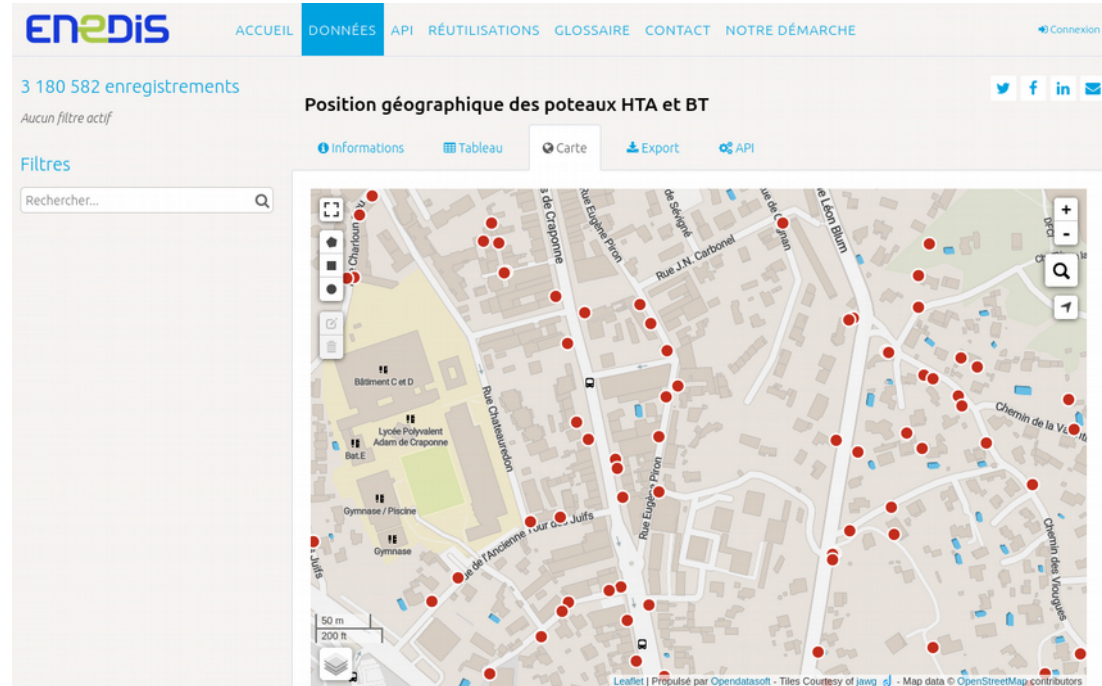 ENEDIS
ACCUEIL DONNÉES API RÉUTILISATIONS GLOSSAIRE CONTACT NOTRE DÉMARCHE
Connexion
3 180 582 enregistrements
Aucun filtre actif
Filtres
Rechercher...
Position géographique des poteaux HTA et BT
Informations
Tableau
Carte
Export
API
+
-
de Craponne
Rue Eugène Piron
de Sévigné
Rue J.N. Carbonel
Léon Blum
DFCI
Charloun
Bâtiment C et D
Lycée Polyvalent
Adam de Craponne
Bat.E
Gymnase / Piscine
Gymnase
Rue Chateauredon
Rue Eugène Piron
de l'Ancienne Tour des Juifs
Juifs
Chemin de la
Chemin des Viougues
50 m
200 ft
Leaflet | Propulsé par Opendatasoft - Tiles Courtesy of jawg - Map data © OpenStreetMap contributors